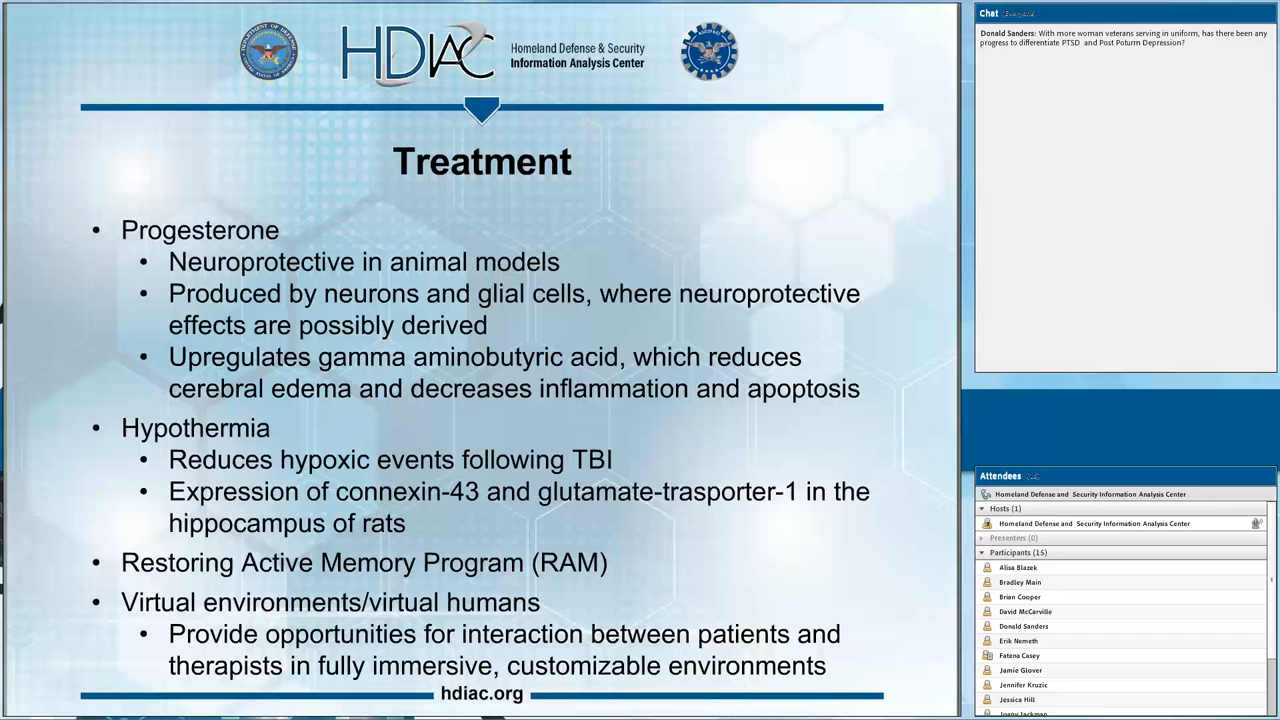 HDIAC
Homeland Defense & Security
Information Analysis Center
Treatment
• Progesterone
• Neuroprotective in animal models
• Produced by neurons and glial cells, where neuroprotective
effects are possibly derived
• Upregulates gamma aminobutyric acid, which reduces
cerebral edema and decreases inflammation and apoptosis
• Hypothermia
• Reduces hypoxic events following TBI
• Expression of connexin-43 and glutamate-trasporter-1 in the
hippocampus of rats
• Restoring Active Memory Program (RAM)
• Virtual environments/virtual humans
• Provide opportunities for interaction between patients and
therapists in fully immersive, customizable environments
hdiac.org
Chat (Everyone)
Donald Sanders: With more woman veterans serving in uniform, has there been any
progress to differentiate PTSD and Post Poturm Depression?
Attendees
Homeland Defense and Security Information Analysis Center
Hosts (1)
Homeland Defense and Security Information Analysis Center
Presenters (0)
Participants (15)
Alisa Blazek
Bradley Main
Brian Cooper
David McCarville
Donald Sanders
Erik Nemeth
Fatena Casey
Jamie Glover
Jennifer Kruzic
Jessica Hill